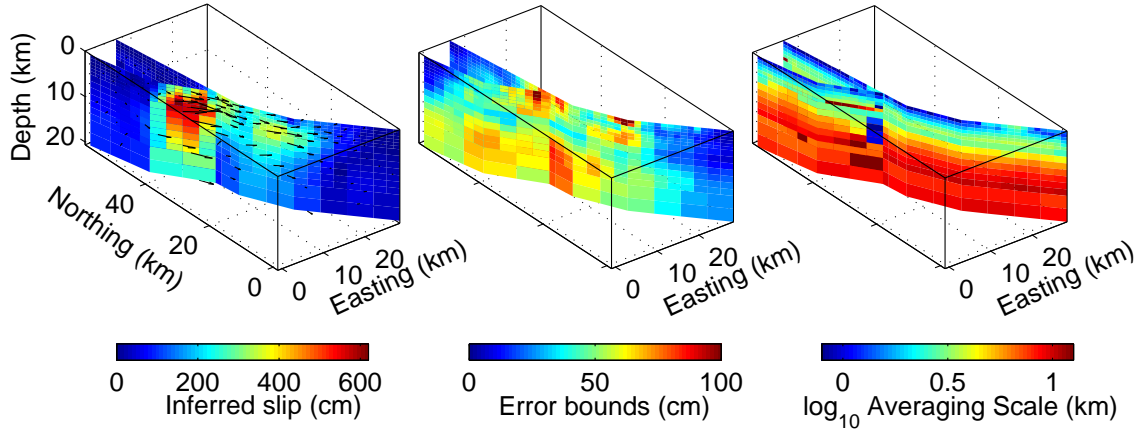 Depth (km)
0
10
20
Northing (km)
40
20
0
0
10
20
Easting (km)
0
10
20
Easting (km)
0
10
20
Easting (km)
0 200 400 600
Inferred slip (cm)
0 50 100
Error bounds (cm)
0 0.5 1
log10 Averaging Scale (km)